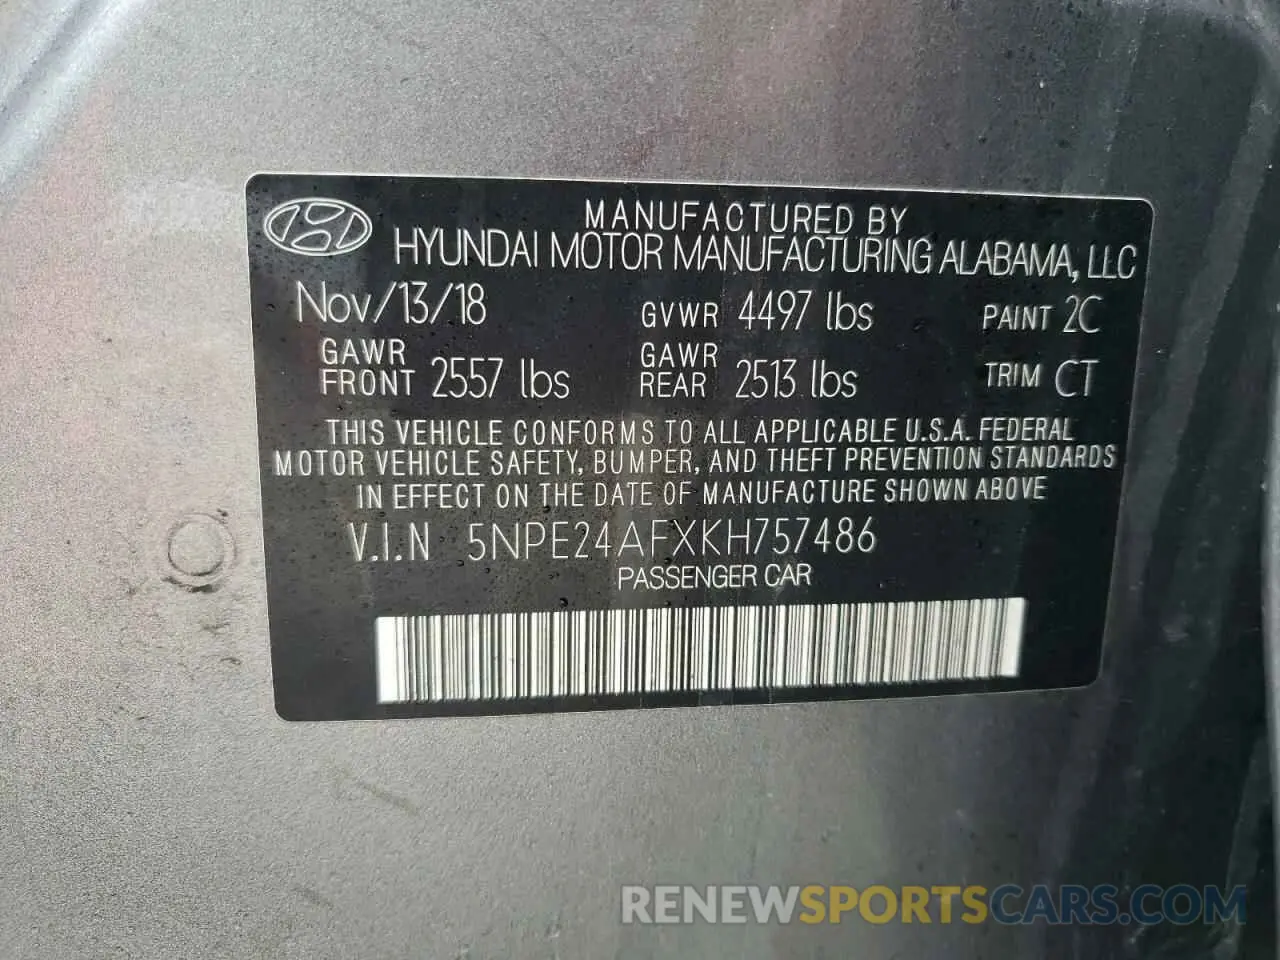 MANUFACTURED BY
HYUNDAI MOTOR MANUFACTURING ALABAMA, LLC
Nov/13/18 GVWR 4497 lbs PAINT 2C
GAWR FRONT 2557 lbs GAWR REAR 2513 lbs TRIM CT
THIS VEHICLE CONFORMS TO ALL APPLICABLE U.S.A. FEDERAL
MOTOR VEHICLE SAFETY, BUMPER, AND THEFT PREVENTION STANDARDS
IN EFFECT ON THE DATE OF MANUFACTURE SHOWN ABOVE
V.I.N 5NPE24AFXKH757486
PASSENGER CAR
RENEWSPORTSCARS.COM